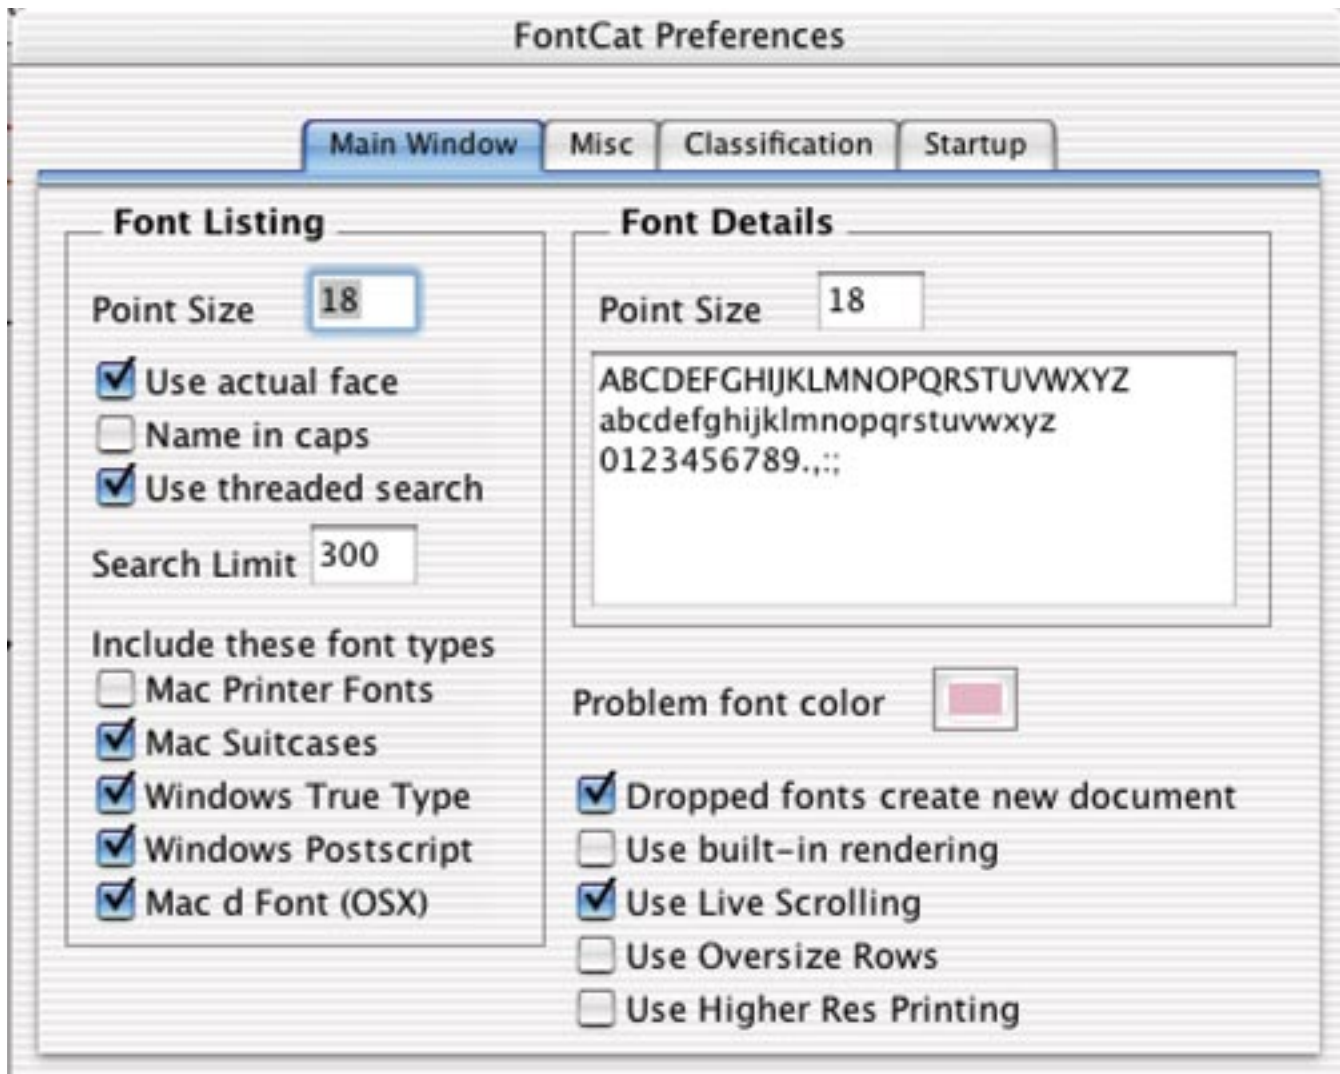 FontCat Preferences
Main Window
Misc
Classification
Startup
Font Listing
Point Size 18
Use actual face
Name in caps
Use threaded search
Search Limit 300
Include these font types
Mac Printer Fonts
Mac Suitcases
Windows True Type
Windows Postscript
Mac d Font (OSX)
Font Details
Point Size 18
ABCDEFGHIJKLMNOPQRSTUVWXYZ
abcdefghijklmnopqrstuvwxyz
0123456789.,:;
Problem font color
Dropped fonts create new document
Use built-in rendering
Use Live Scrolling
Use Oversize Rows
Use Higher Res Printing